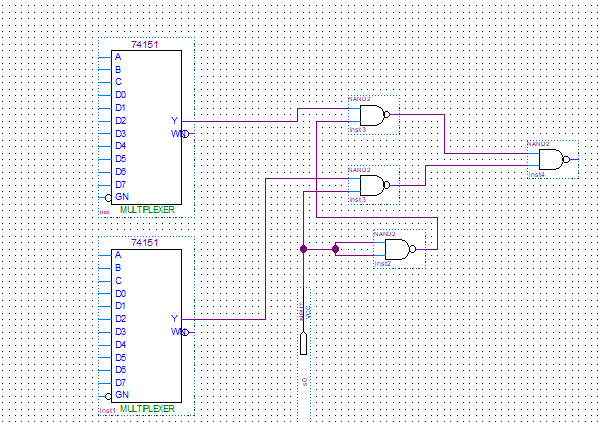 74151
A
B
C
D0
D1
D2
D3
D4
D5
D6
D7
GN
Y
WN
inst
MULTIPLEXER
74151
A
B
C
D0
D1
D2
D3
D4
D5
D6
D7
GN
Y
WN
inst1
MULTIPLEXER
NAND2
inst3
NAND2
inst3
NAND2
inst2
NAND2
inst4
INPUT
VCC
s0